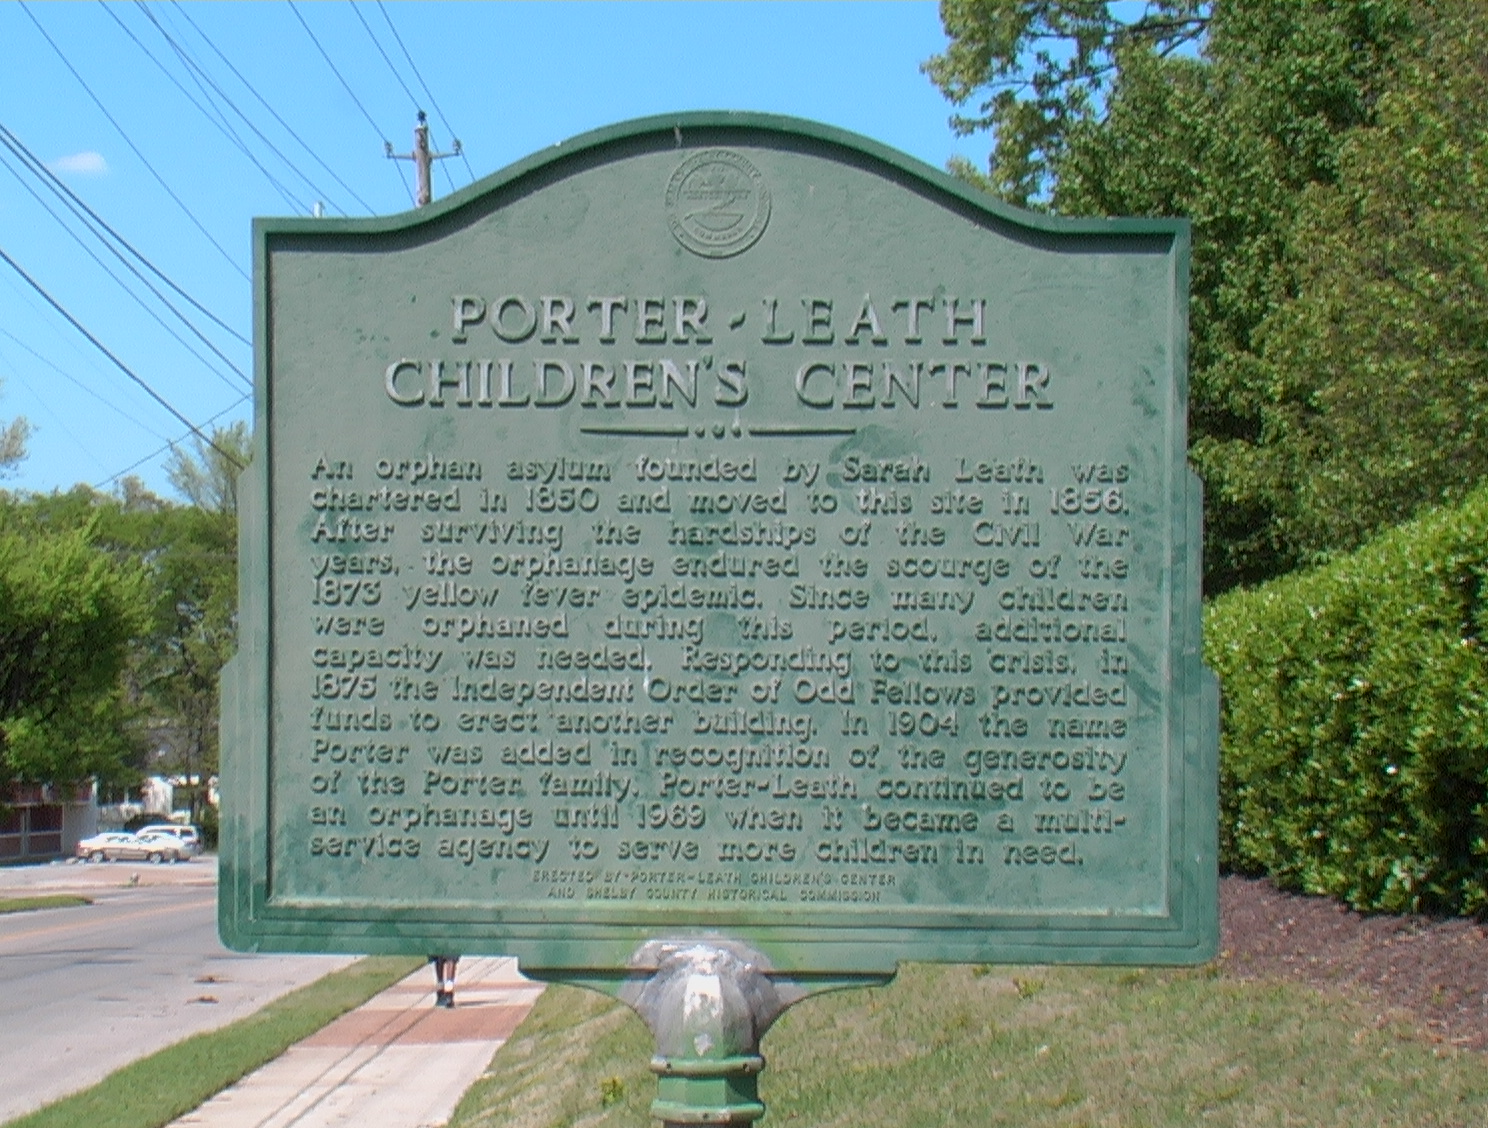 PORTER-LEATH
CHILDREN'S CENTER
An orphan asylum founded by Sarah Leath was
chartered in 1850 and moved to this site in 1856.
After surviving the hardships of the Civil War
years, the orphanage endured the scourge of the
1873 yellow fever epidemic. Since many children
were orphaned during this period, additional
capacity was needed. Responding to this crisis, in
1875 the Independent Order of Odd Fellows provided
funds to erect another building. In 1904 the name
Porter was added in recognition of the generosity
of the Porter family. Porter-Leath continued to be
an orphanage until 1969 when it became a multi-
service agency to serve more children in need.
ERECTED BY PORTER-LEATH CHILDREN'S CENTER
AND SHELBY COUNTY HISTORICAL COMMISSION